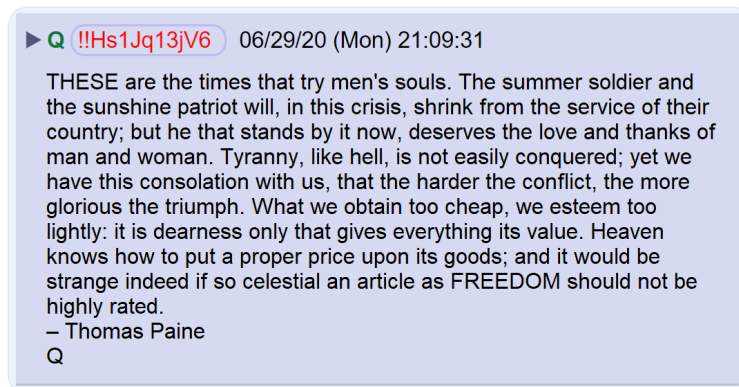 Q !!Hs1Jq13jV6 06/29/20 (Mon) 21:09:31
THESE are the times that try men's souls. The summer soldier and
the sunshine patriot will, in this crisis, shrink from the service of their
country; but he that stands by it now, deserves the love and thanks of
man and woman. Tyranny, like hell, is not easily conquered; yet we
have this consolation with us, that the harder the conflict, the more
glorious the triumph. What we obtain too cheap, we esteem too
lightly: it is dearness only that gives everything its value. Heaven
knows how to put a proper price upon its goods; and it would be
strange indeed if so celestial an article as FREEDOM should not be
highly rated.
– Thomas Paine
Q